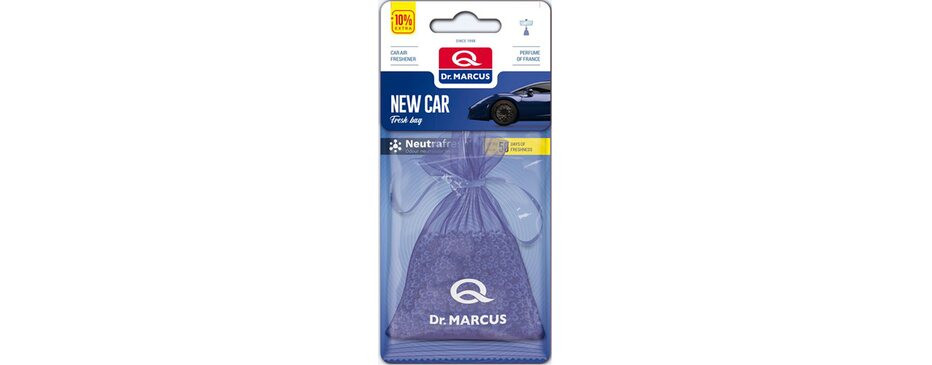 10%
EXTRA
SINCE 1998
CAR AIR
FRESHENER
PERFUME
OF FRANCE
Dr. MARCUS
NEW CAR
Fresh bag
Neutrafre
50 DAYS OF
FRESHNESS
Dr. MARCUS